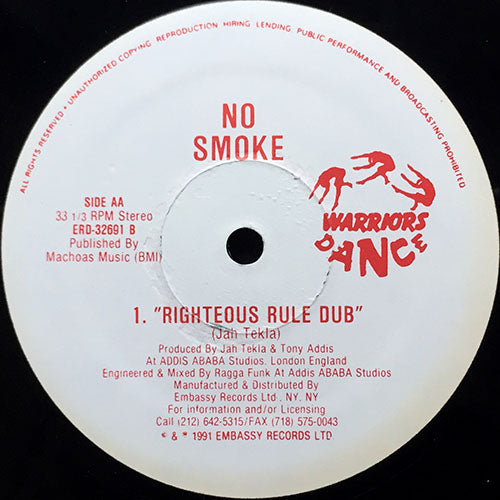 ALL RIGHTS RESERVED • UNAUTHORIZED COPYING, REPRODUCTION, HIRING, LENDING, PUBLIC PERFORMANCE AND BROADCASTING PROHIBITED
NO
SMOKE
SIDE AA
33 1/3 RPM Stereo
ERD-32691 B
Published By
Machoas Music (BMI)
WARRIORS
DANCE
1. "RIGHTEOUS RULE DUB"
(Jah Tekla)
Produced By Jah Tekla & Tony Addis
At ADDIS ABABA Studios, London England
Engineered & Mixed By Ragga Funk At Addis ABABA Studios
Manufactured & Distributed By
Embassy Records Ltd., NY, NY
For information and/or Licensing
Call (212) 642-5315/FAX (718) 575-0043
© & ℗ 1991 EMBASSY RECORDS LTD